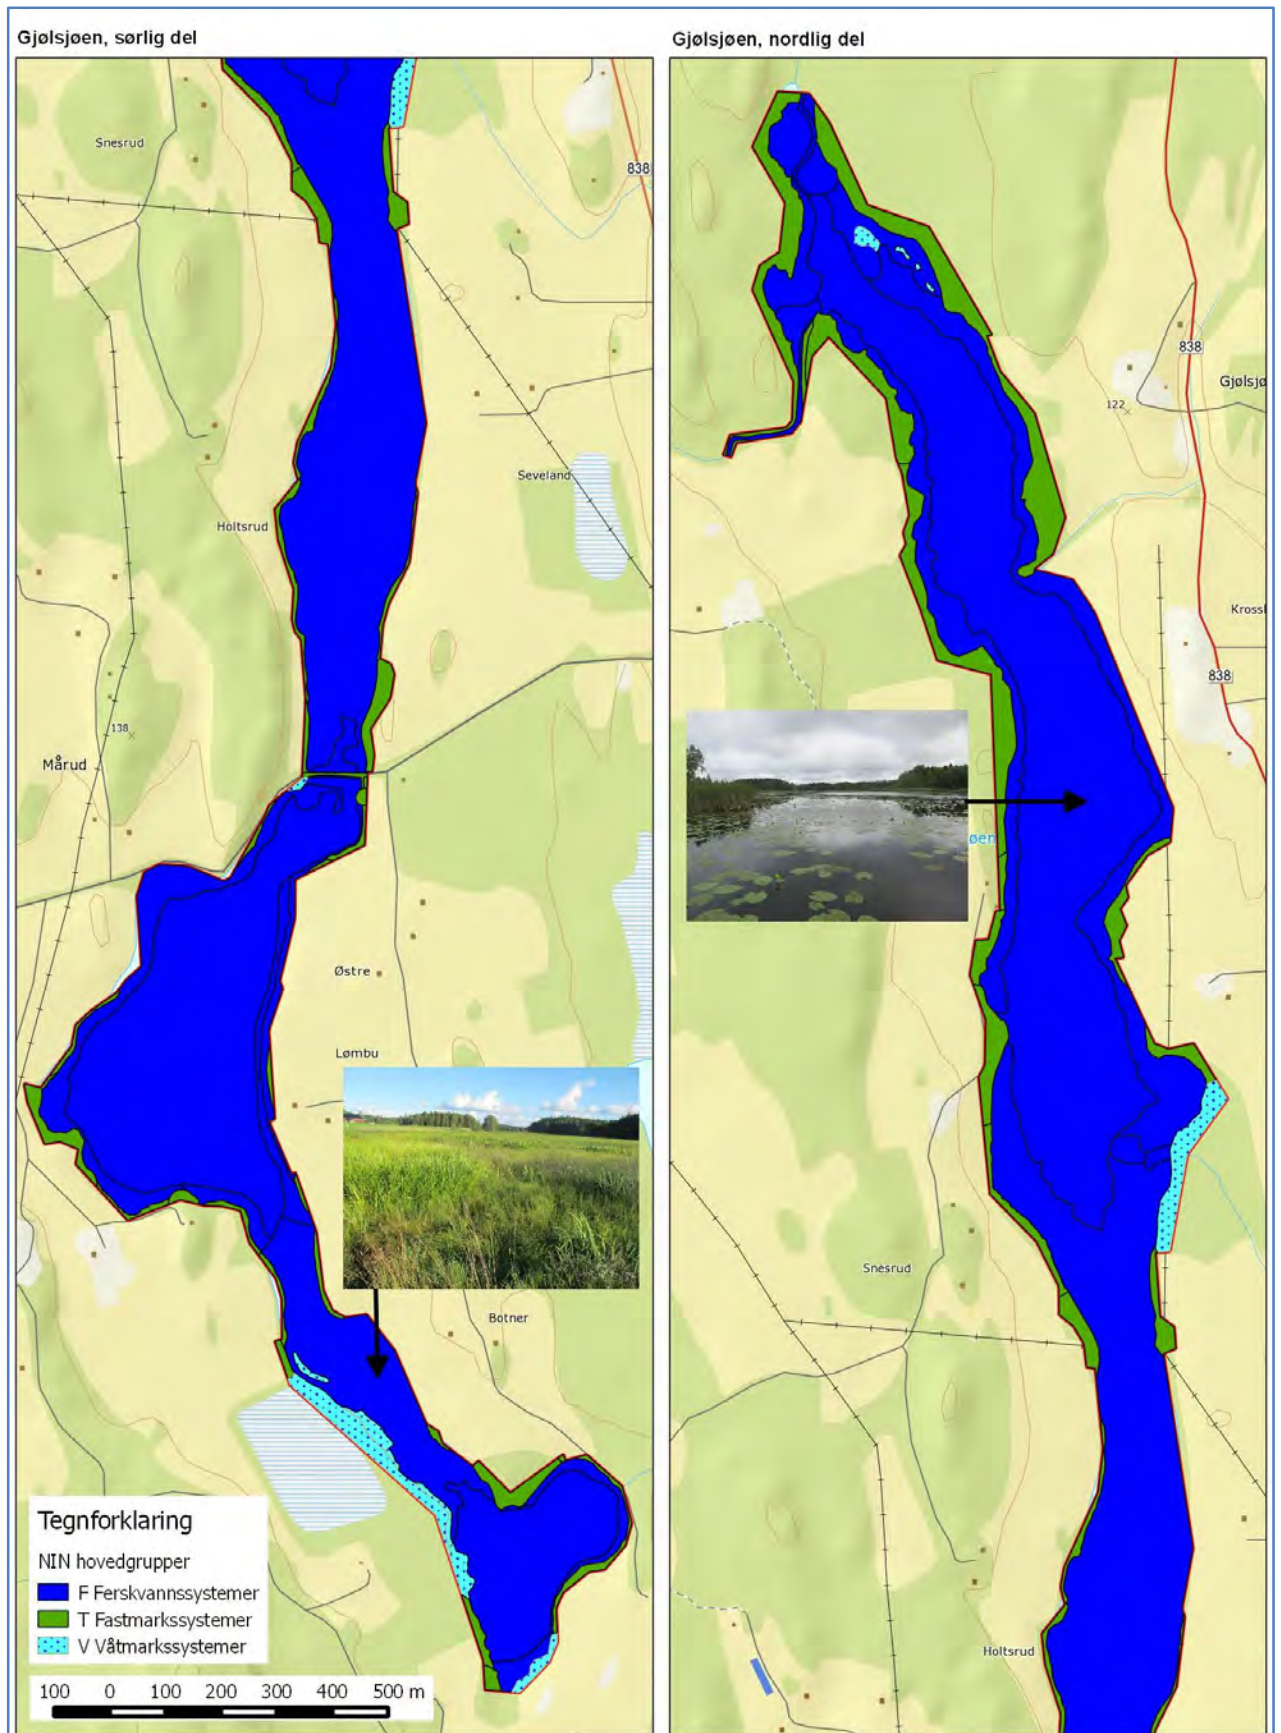 Gjølsjøen, sørlig del
Snesrud
838
Seveland
Holtsrud
138
Mårud
Østre
Lømbu
Botner
Tegnforklaring
NIN hovedgrupper
F Ferskvannssystemer
T Fastmarkssystemer
V Våtmarkssystemer
100 0 100 200 300 400 500 m
Gjølsjøen, nordlig del
838
Gjølsjø
122
Kross
838
øen
Snesrud
Holtsrud